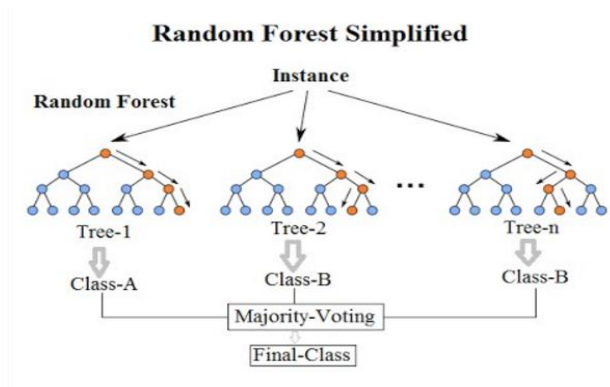 Random Forest Simplified
Instance
Random Forest
...
Tree-1 Tree-2 Tree-n
Class-A Class-B Class-B
Majority-Voting
Final-Class